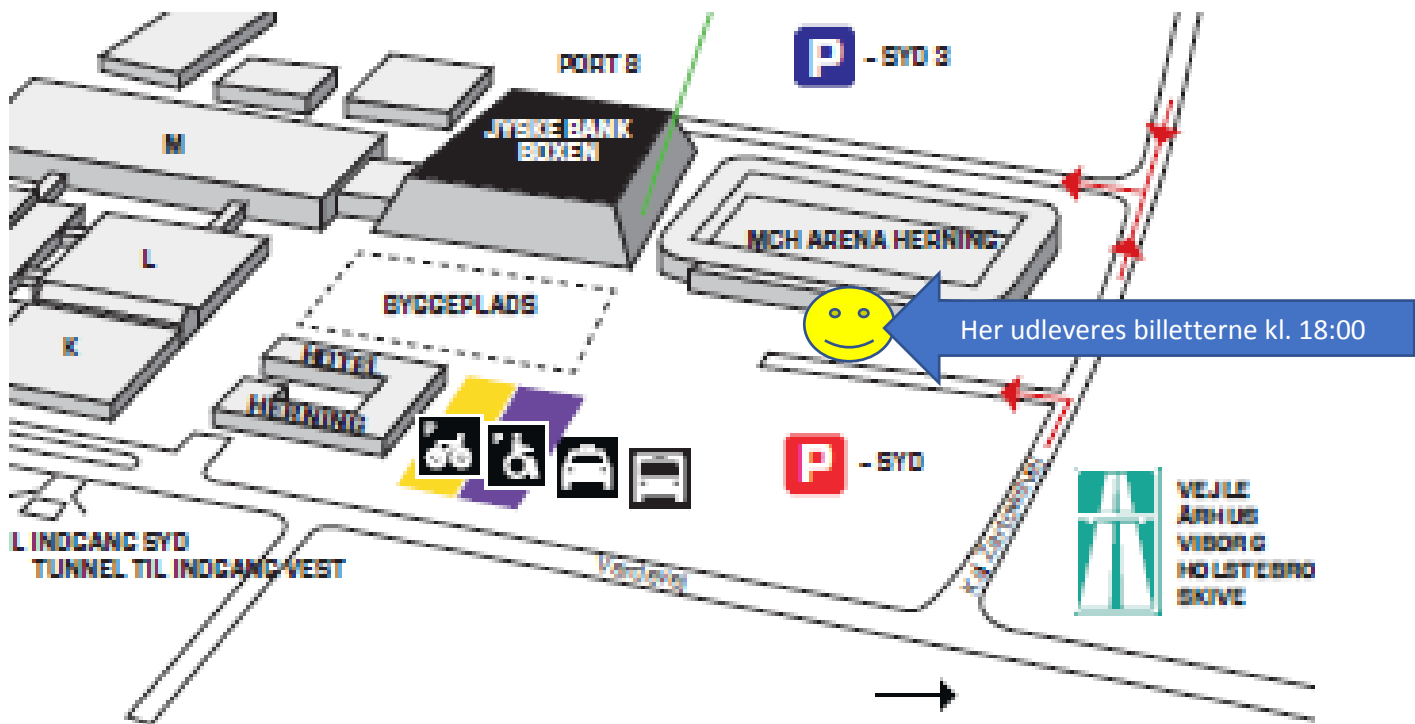 PORT 8
P - SYD 3
JYSKE BANK
BOXEN
M
MCH ARENA HERNING
L
BYGGEPLADS
Her udleveres billetterne kl. 18:00
K
HOTEL
HERNING
P
P
P - SYD
VEJLE
ÅRHUS
VIBORG
HOLSTEBRO
SKIVE
L INDGANG SYD
TUNNEL TIL INDGANG VEST
Vardevej